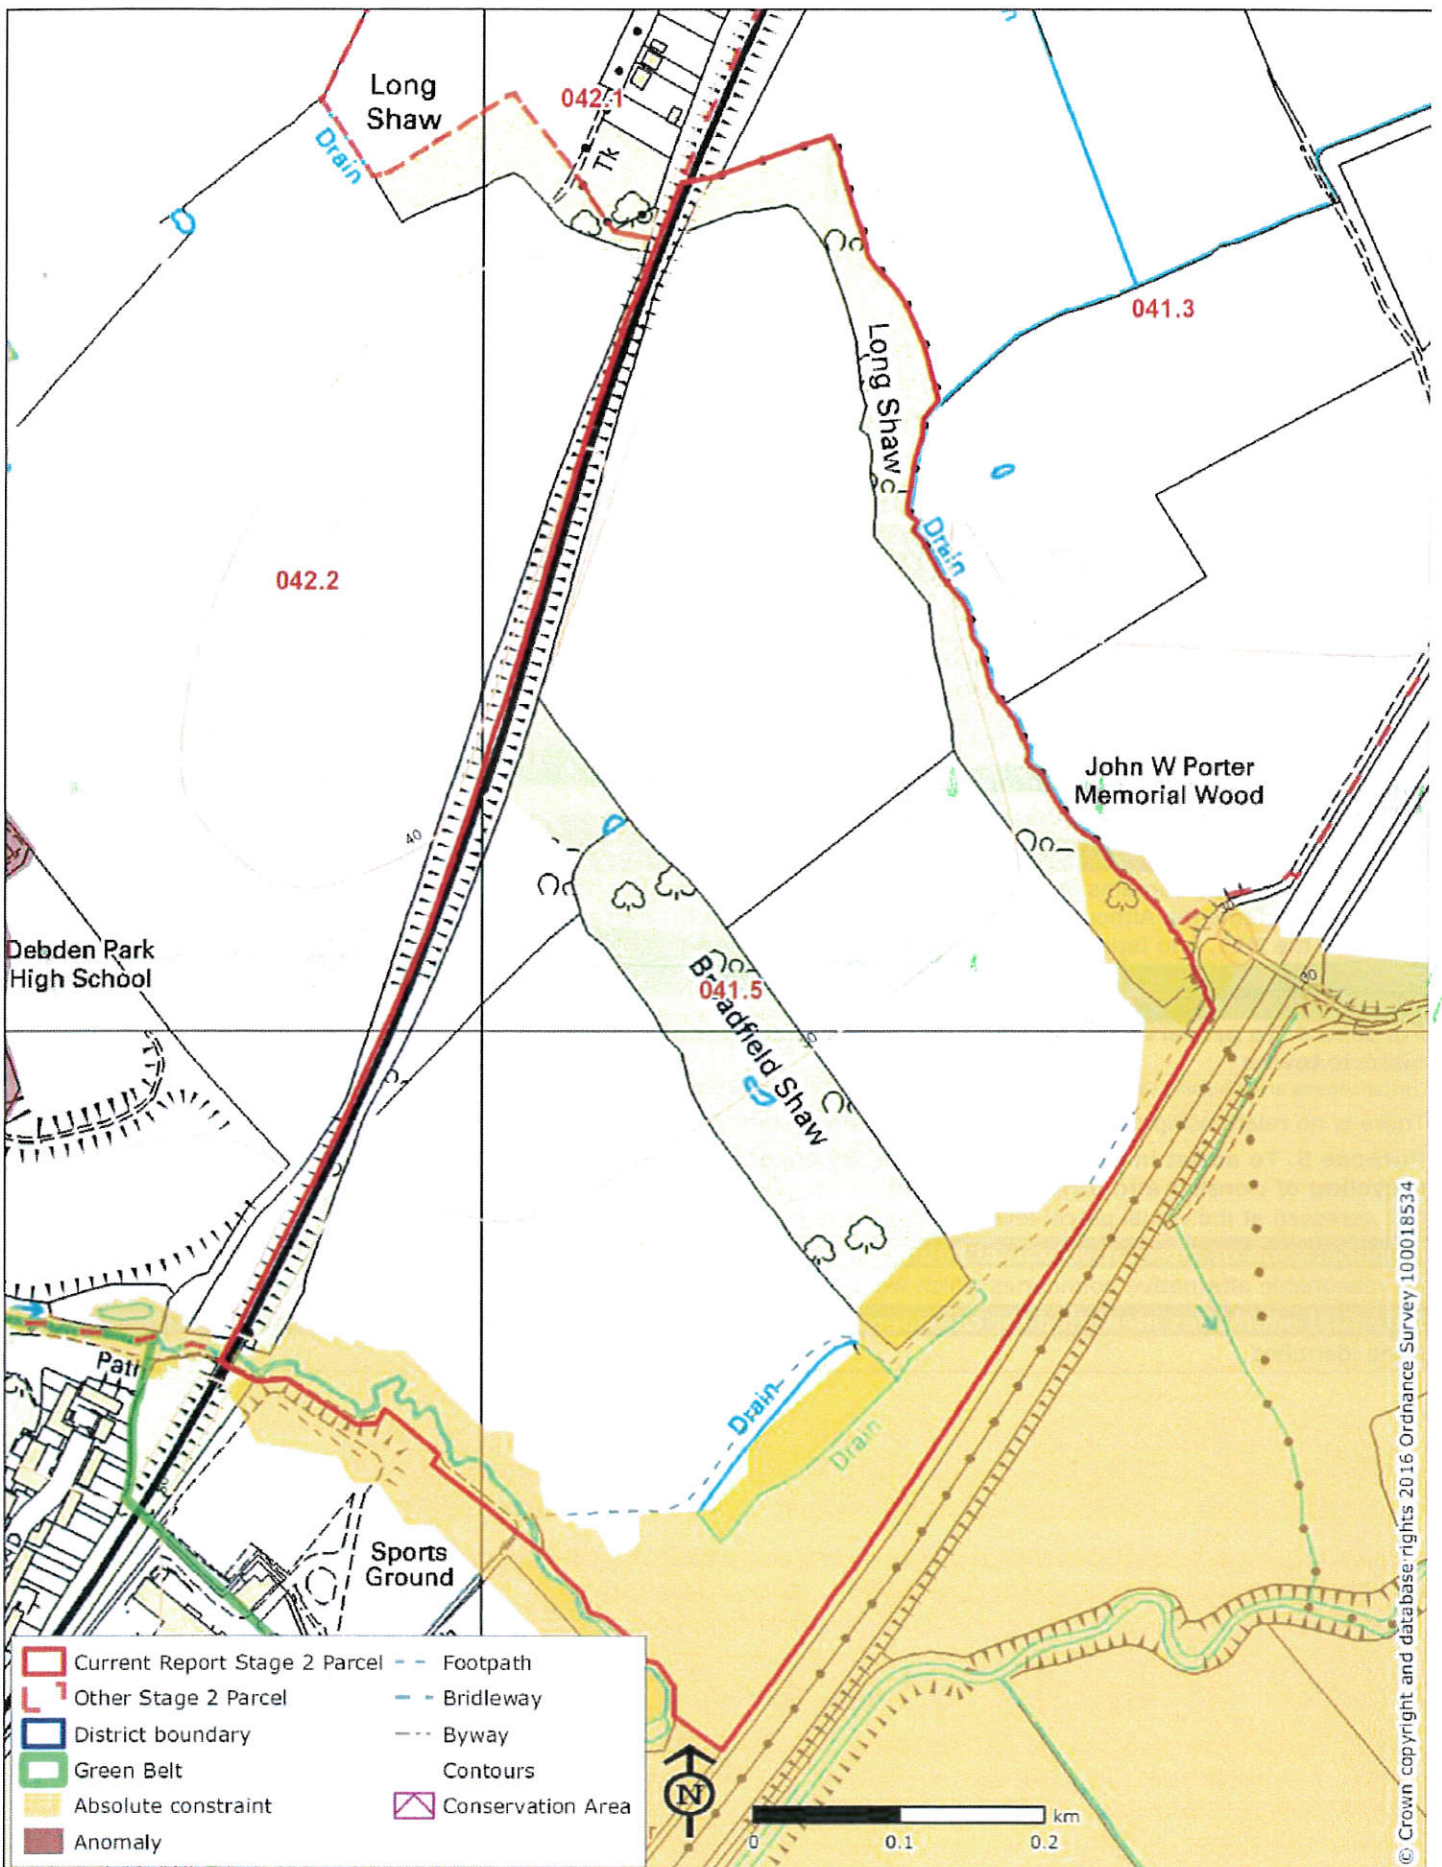 Long
Shaw
042.1
Drain
Tk
041.3
Long Shaw
Drain
042.2
John W Porter
Memorial Wood
40
Debden Park
High School
041.5
Bradfield Shaw
30
Path
Drain
Drain
Sports
Ground
Current Report Stage 2 Parcel
Other Stage 2 Parcel
District boundary
Green Belt
Absolute constraint
Anomaly
Footpath
Bridleway
Byway
Contours
Conservation Area
N
km
0
0.1
0.2
© Crown copyright and database rights 2016 Ordnance Survey 100018534